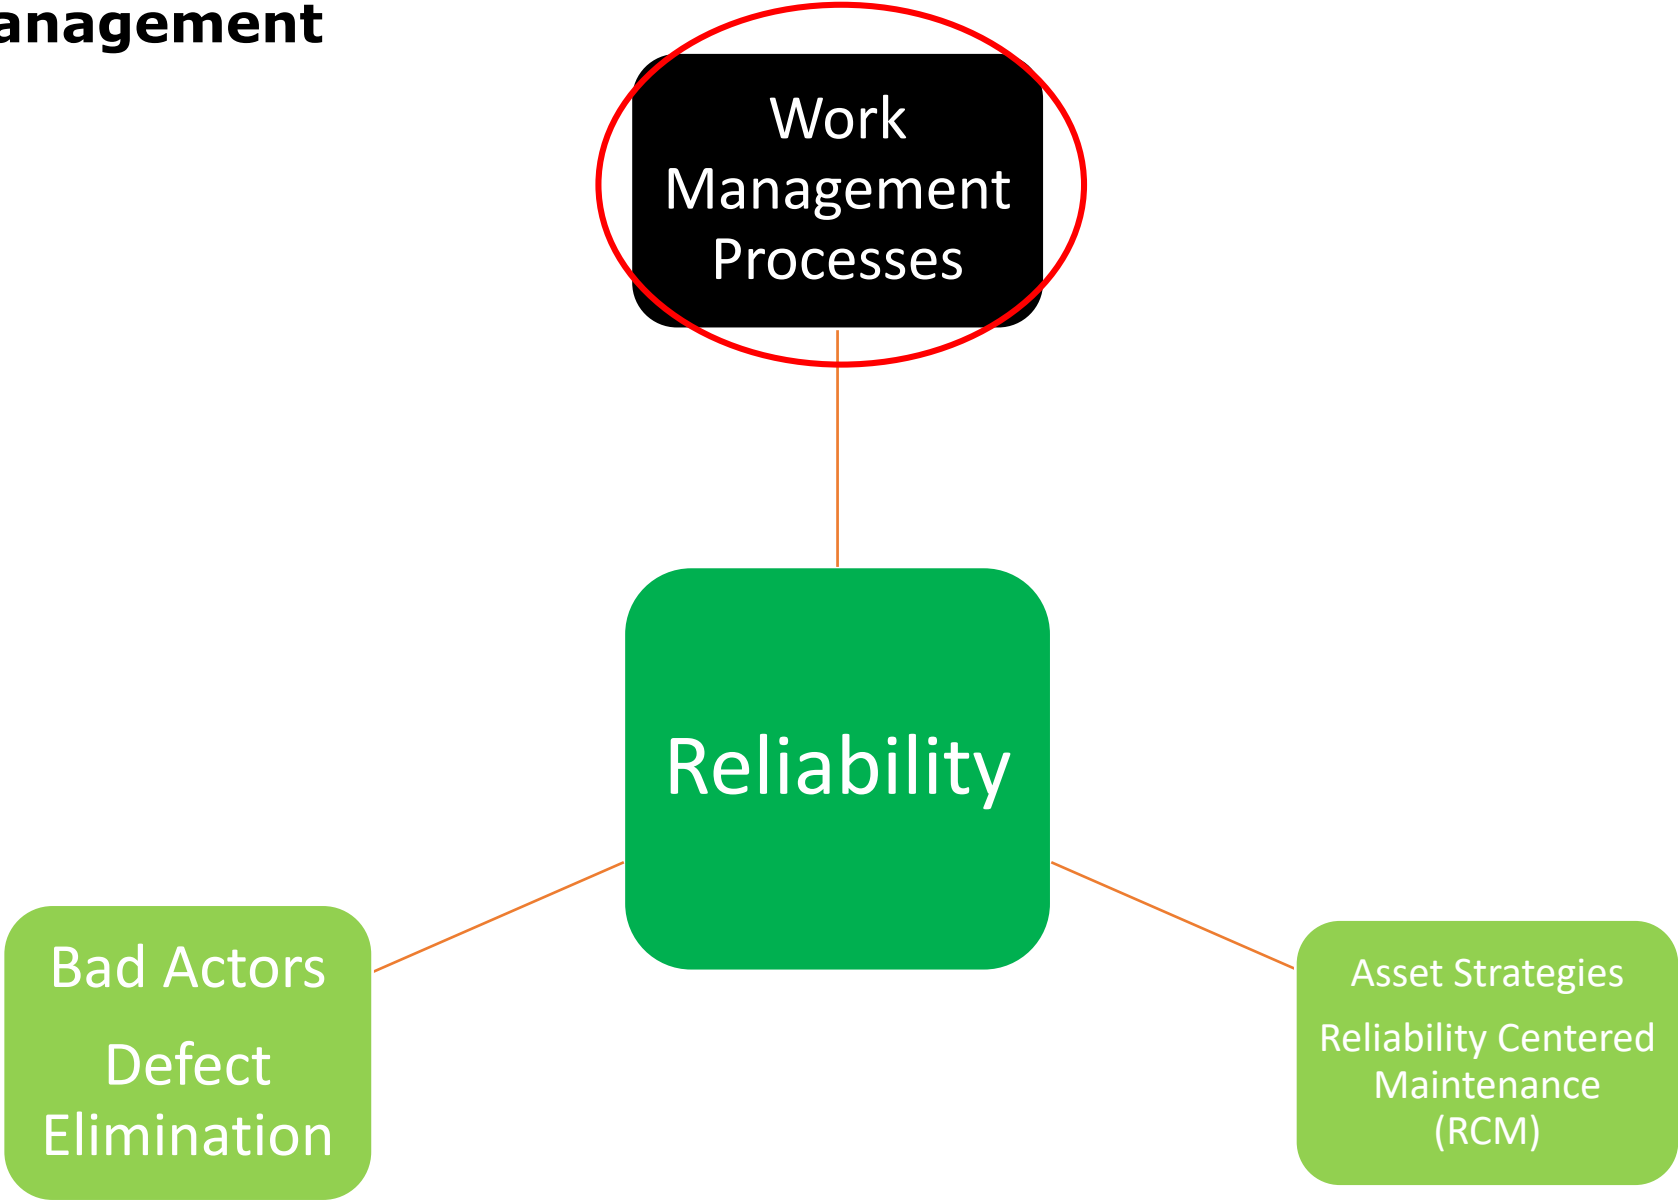 anagement
Work
Management
Processes
Reliability
Bad Actors
Defect
Elimination
Asset Strategies
Reliability Centered
Maintenance
(RCM)